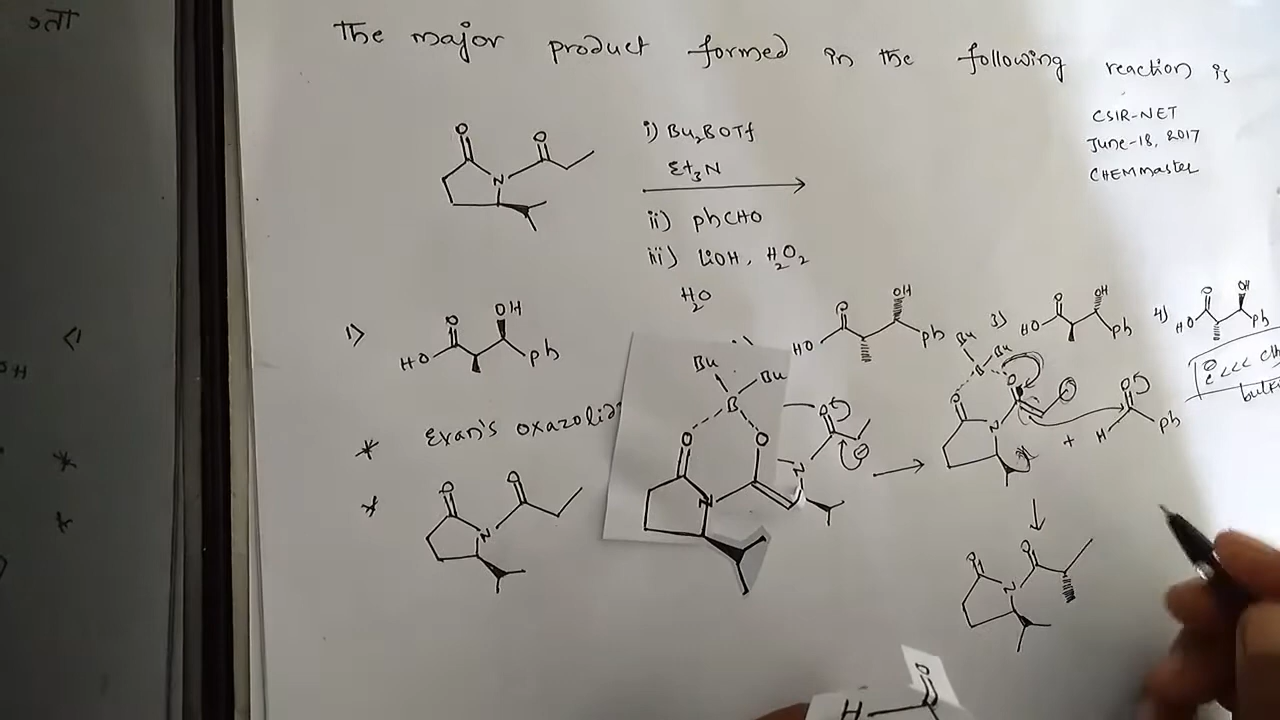 হতা
The major product formed in the following reaction is
CSIR-NET
June-18, 2017
CHEMmaster
O
O
N
i) Bu₂BOTf
Et₃N
ii) phCHO
iii) LiOH, H₂O₂
H₂O
1)
HO
O
OH
ph
HO
O
OH
ph
3)
HO
O
OH
ph
4)
HO
O
OH
ph
* Evan's
Bu
Bu
B
O
O
N
O
N
Bu
Bu
B
O
O
N
+
H
O
ph
*
O
O
N
O
O
N
H
O